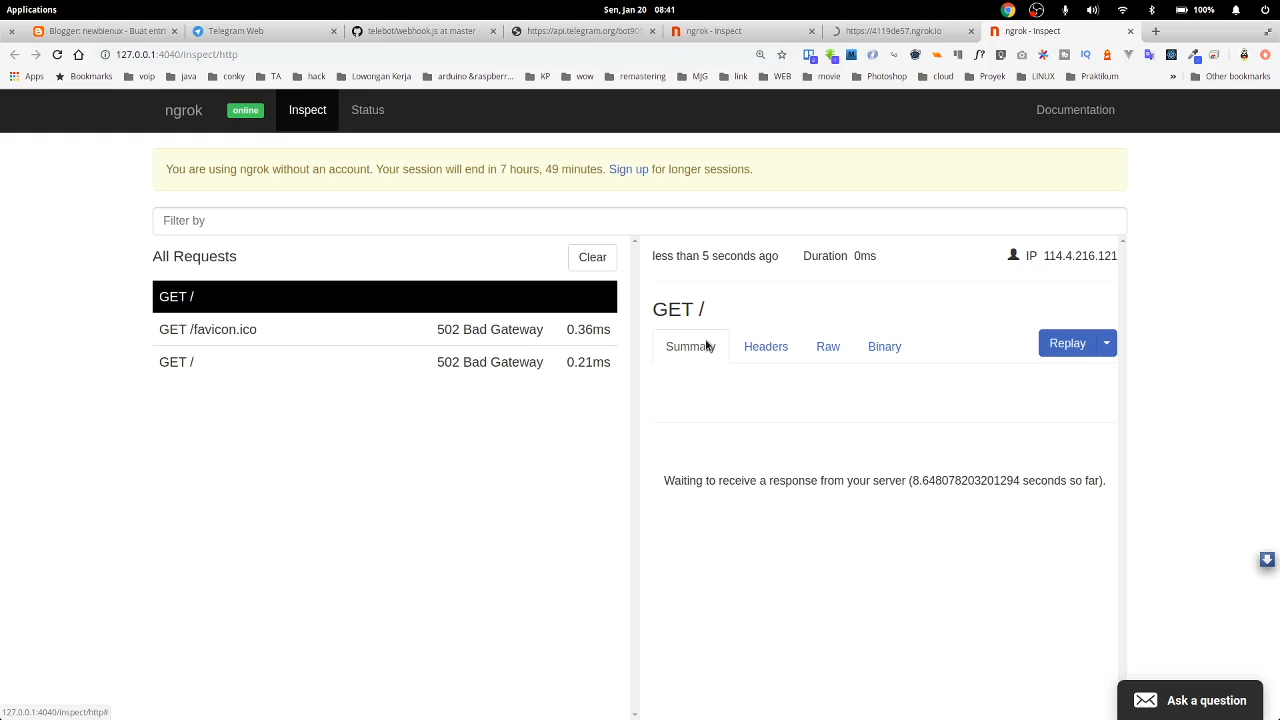 Applications
Sen, Jan 20 08:41
100%
Blogger: newbienux - Buat entri
Telegram Web
telebot/webhook.js at master
https://api.telegram.org/bot90
ngrok - Inspect
https://4119de57.ngrok.io
ngrok - Inspect
127.0.0.1:4040/inspect/http
Apps
Bookmarks
voip
java
conky
TA
hack
Lowongan Kerja
arduino &raspberr...
KP
wow
remastering
MJG
link
WEB
movie
Photoshop
cloud
Proyek
LINUX
Praktikum
»
Other bookmarks
ngrok
online
Inspect
Status
Documentation
You are using ngrok without an account. Your session will end in 7 hours, 49 minutes. Sign up for longer sessions.
Filter by
All Requests
Clear
GET /
GET /favicon.ico 502 Bad Gateway 0.36ms
GET / 502 Bad Gateway 0.21ms
less than 5 seconds ago Duration 0ms IP 114.4.216.121
GET /
Summary
Headers
Raw
Binary
Replay
Waiting to receive a response from your server (8.648078203201294 seconds so far).
Ask a question
127.0.0.1:4040/inspect/http#